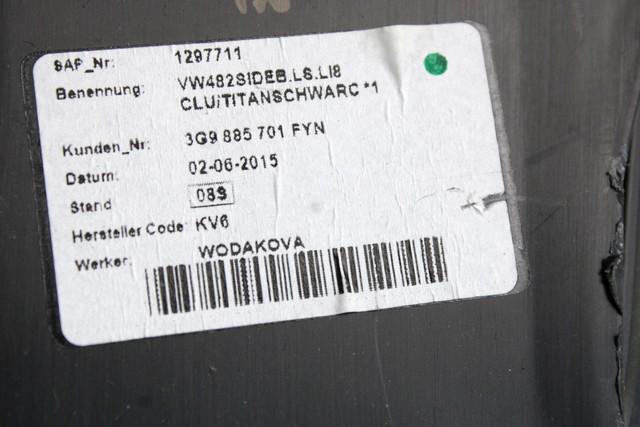 SAP_Nr: 1297711
Benennung: VW482SIDEB.LS.LI8
CLU/TITANSCHWARC *1
Kunden_Nr: 3G9 885 701 FYN
Datum: 02-06-2015
Stand 089
Hersteller Code: KV6
Werker: WODAKOVA